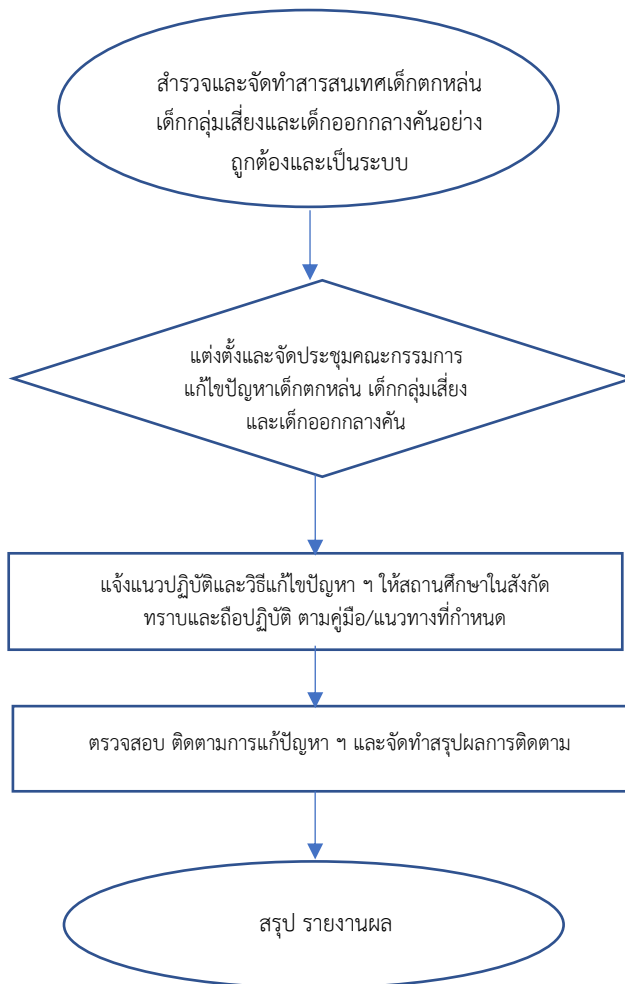 สำรวจและจัดทำสารสนเทศเด็กตกหล่น
เด็กกลุ่มเสี่ยงและเด็กออกกลางคันอย่าง
ถูกต้องและเป็นระบบ
แต่งตั้งและจัดประชุมคณะกรรมการ
แก้ไขปัญหาเด็กตกหล่น เด็กกลุ่มเสี่ยง
และเด็กออกกลางคัน
แจ้งแนวปฏิบัติและวิธีแก้ไขปัญหา ฯ ให้สถานศึกษาในสังกัด
ทราบและถือปฏิบัติ ตามคู่มือ/แนวทางที่กำหนด
ตรวจสอบ ติดตามการแก้ปัญหา ฯ และจัดทำสรุปผลการติดตาม
สรุป รายงานผล